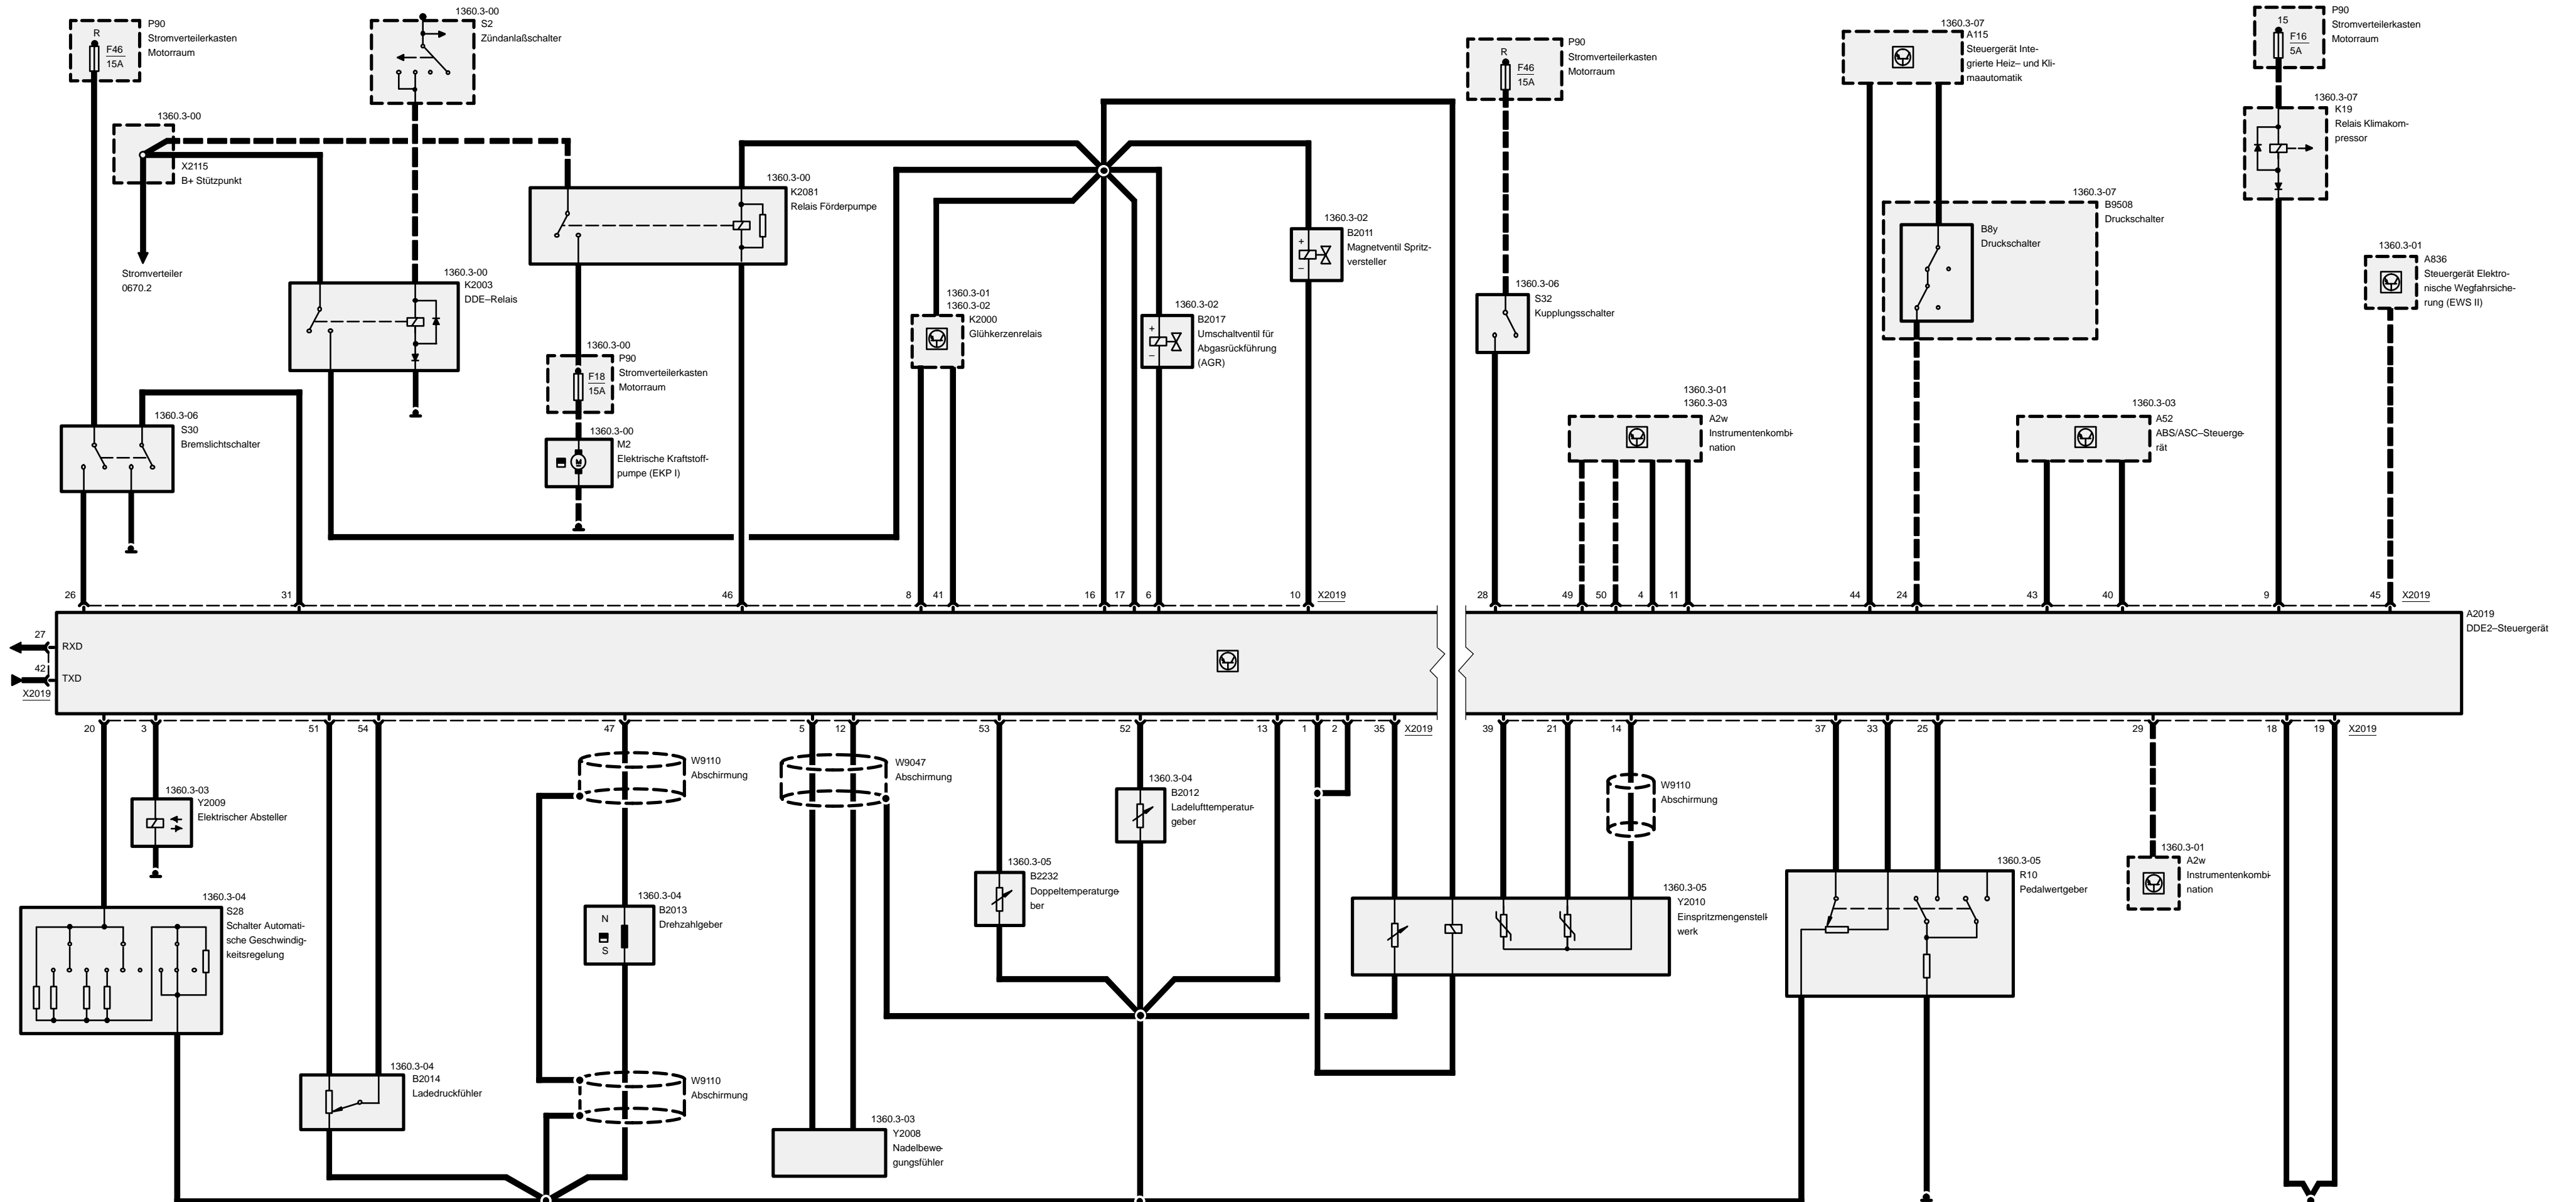 P90
Stromverteilerkasten
Motorraum
R
F46
15A
1360.3-00
S2
Zündanlaßschalter
1360.3-00
X2115
B+ Stützpunkt
Stromverteiler
0670.2
1360.3-00
K2003
DDE–Relais
1360.3-00
K2081
Relais Förderpumpe
1360.3-00
P90
Stromverteilerkasten
Motorraum
F18
15A
1360.3-00
M2
Elektrische Kraftstoff-
pumpe (EKP I)
M
1360.3-06
S30
Bremslichtschalter
1360.3-01
1360.3-02
K2000
Glühkerzenrelais
1360.3-02
B2017
Umschaltventil für
Abgasrückführung
(AGR)
+
–
1360.3-02
B2011
Magnetventil Spritz-
versteller
+
–
P90
Stromverteilerkasten
Motorraum
R
F46
15A
1360.3-06
S32
Kupplungsschalter
1360.3-01
1360.3-03
A2w
Instrumentenkombi-
nation
1360.3-07
A115
Steuergerät Inte-
grierte Heiz– und Kli-
maautomatik
1360.3-07
B9508
Druckschalter
B8y
Druckschalter
1360.3-03
A52
ABS/ASC–Steuerge-
rät
P90
Stromverteilerkasten
Motorraum
15
F16
5A
1360.3-07
K19
Relais Klimakom-
pressor
1360.3-01
A836
Steuergerät Elektro-
nische Wegfahrsiche-
rung (EWS II)
26 31 46 8 41 16 17 6 10 X2019 28 49 50 4 11 44 24 43 40 9 45 X2019
A2019
DDE2–Steuergerät
27
RXD
42
TXD
X2019
20 3 51 54 47 5 12 53 52 13 1 2 35 X2019 39 21 14 37 33 25 29 18 19 X2019
1360.3-03
Y2009
Elektrischer Absteller
1360.3-04
S28
Schalter Automati-
sche Geschwindig-
keitsregelung
1360.3-04
B2014
Ladedruckfühler
W9110
Abschirmung
1360.3-04
B2013
Drehzahlgeber
N
S
W9110
Abschirmung
W9047
Abschirmung
1360.3-03
Y2008
Nadelbewe-
gungsfühler
1360.3-05
B2232
Doppeltemperaturge-
ber
1360.3-04
B2012
Ladelufttemperatur-
geber
W9110
Abschirmung
1360.3-05
Y2010
Einspritzmengenstell-
werk
1360.3-05
R10
Pedalwertgeber
1360.3-01
A2w
Instrumentenkombi-
nation